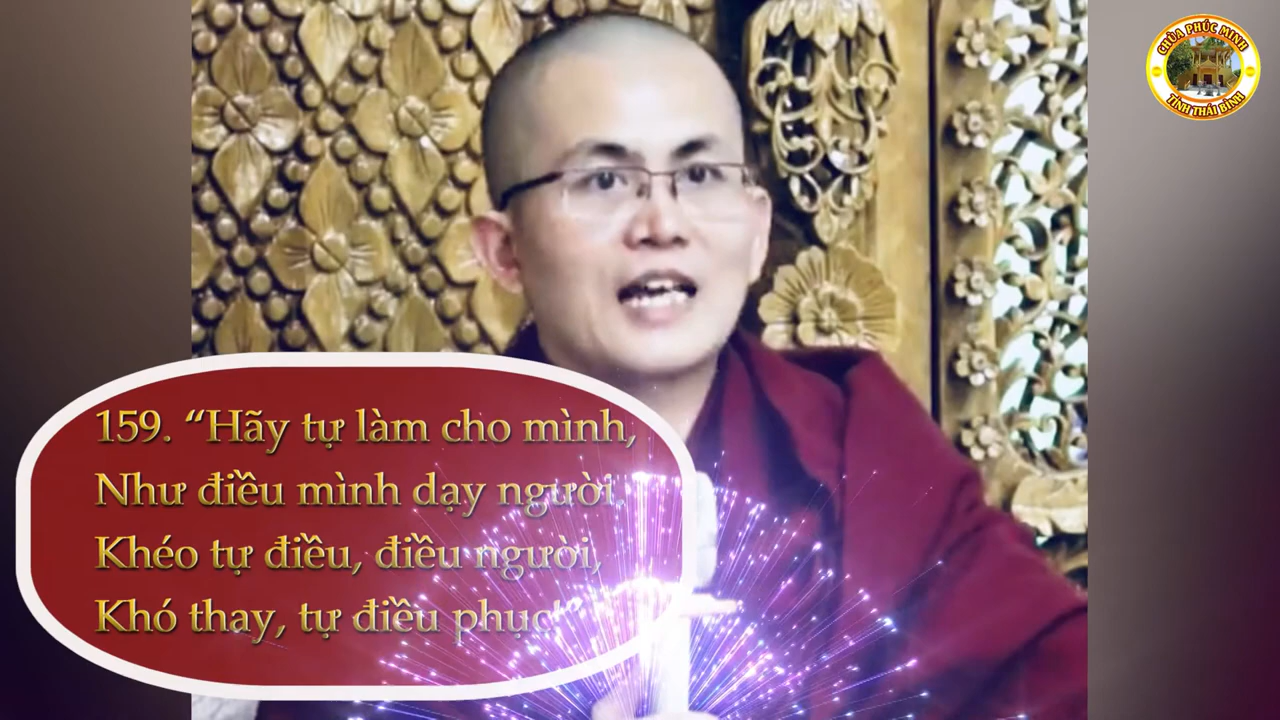 CHÙA PHÚC MINH
TỈNH THÁI BÌNH
159. “Hãy tự làm cho mình,
Như điều mình dạy người.
Khéo tự điều, điều người,
Khó thay, tự điều phục!”